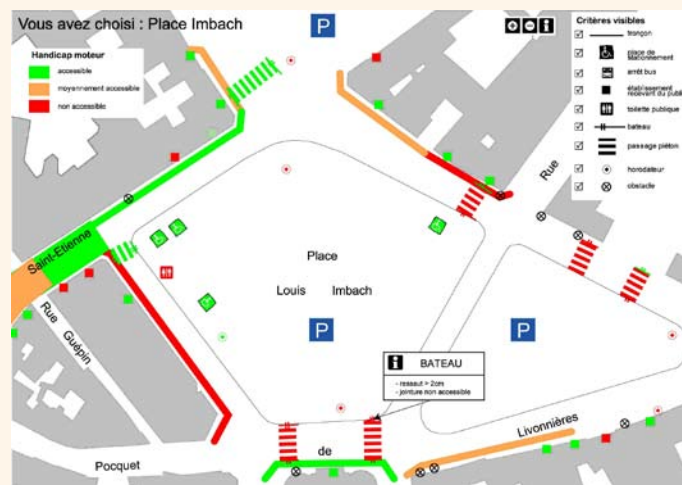 Vous avez choisi : Place Imbach
Handicap moteur
accessible
moyennement accessible
non accessible
P
Critères visibles
tronçon
place de
stationnement
arrêt bus
établissement
recevant du public
toilette publique
bateau
passage piéton
horodateur
obstacle
Rue
Saint-Etienne
Place
Louis Imbach
Rue
Guépin
P
P
i BATEAU
- ressaut > 2cm
- jointure non accessible
Livonnières
de
Pocquet